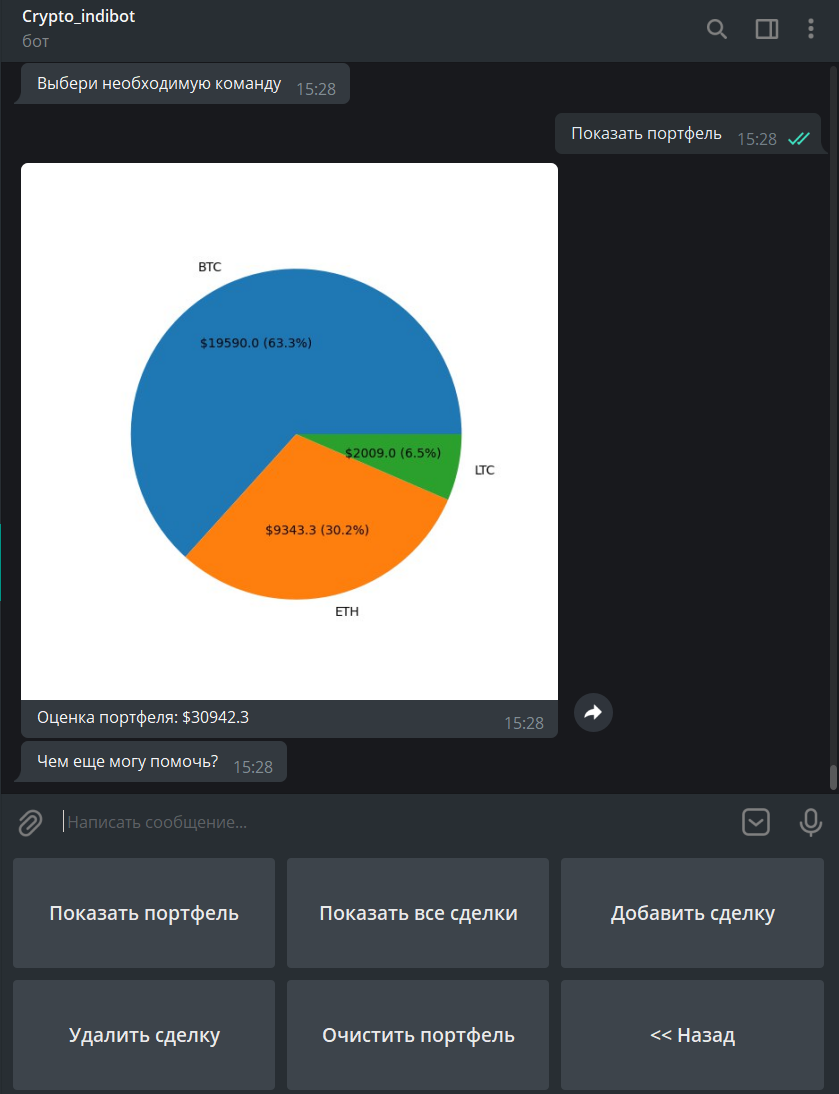 Crypto_indibot
бот
Выбери необходимую команду 15:28
Показать портфель 15:28
BTC
$19590.0 (63.3%)
$2009.0 (6.5%)
LTC
$9343.3 (30.2%)
ETH
Оценка портфеля: $30942.3 15:28
Чем еще могу помочь? 15:28
Написать сообщение...
Показать портфель
Показать все сделки
Добавить сделку
Удалить сделку
Очистить портфель
<< Назад